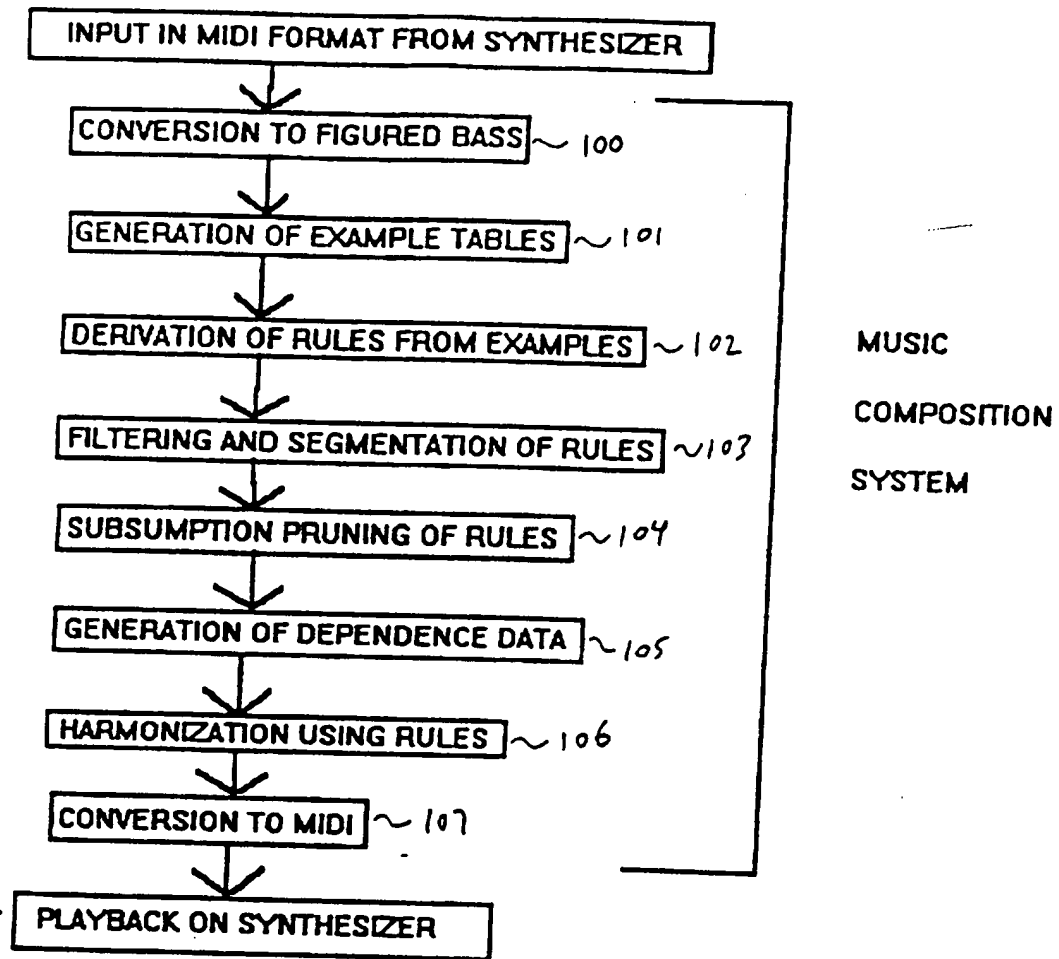 INPUT IN MIDI FORMAT FROM SYNTHESIZER
CONVERSION TO FIGURED BASS ~ 100
GENERATION OF EXAMPLE TABLES ~ 101
DERIVATION OF RULES FROM EXAMPLES ~ 102
FILTERING AND SEGMENTATION OF RULES ~ 103
SUBSUMPTION PRUNING OF RULES ~ 104
GENERATION OF DEPENDENCE DATA ~ 105
HARMONIZATION USING RULES ~ 106
CONVERSION TO MIDI ~ 107
PLAYBACK ON SYNTHESIZER
MUSIC
COMPOSITION
SYSTEM